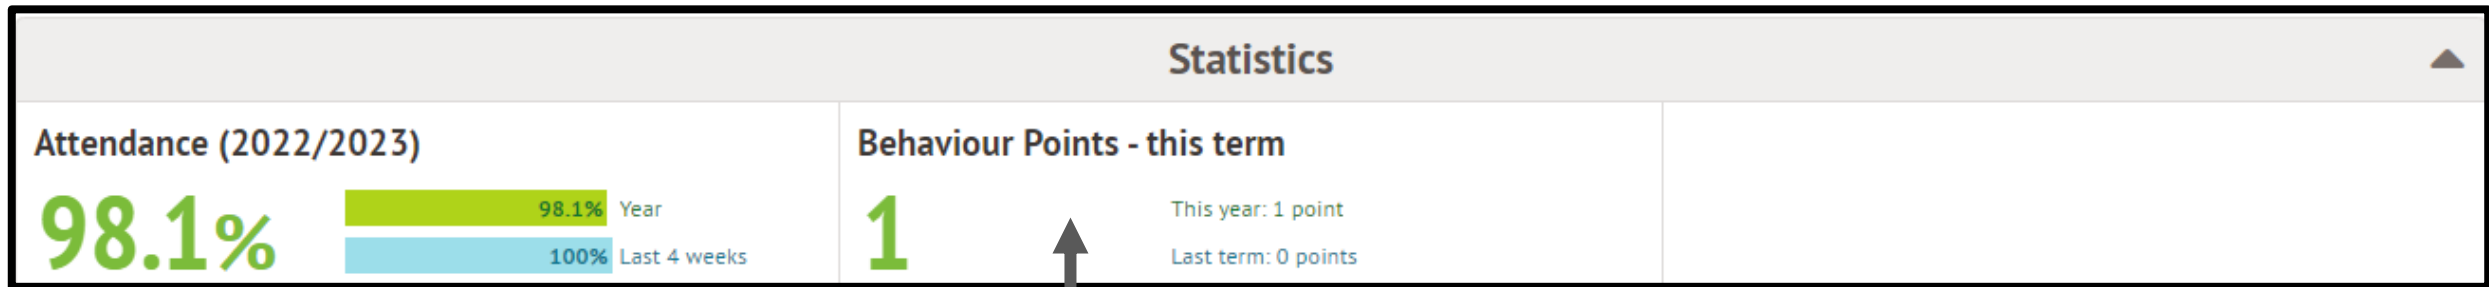 Statistics
Attendance (2022/2023)
98.1%
98.1% Year
100% Last 4 weeks
Behaviour Points - this term
1
This year: 1 point
Last term: 0 points